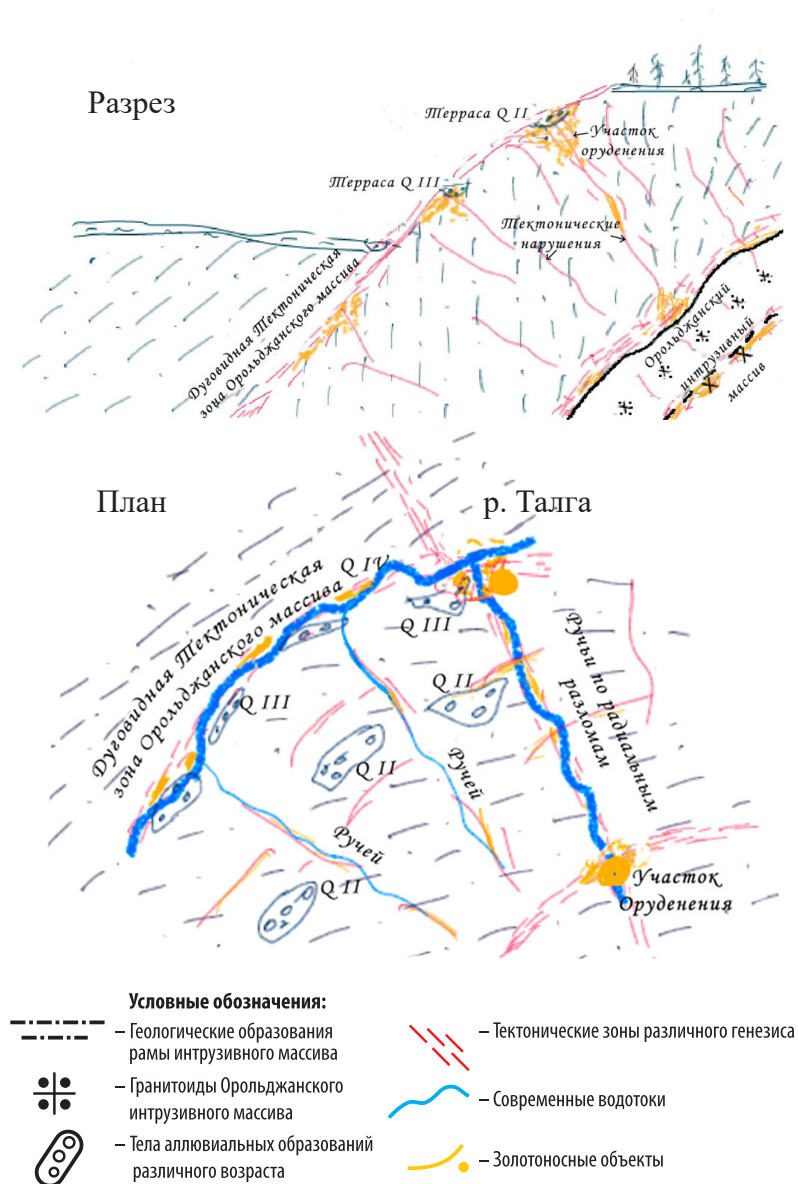 Разрез
Терраса Q II
Участок
оруденения
Терраса Q III
Тектонические
нарушения
Дуговидная Тектоническая
зона Орольджанского массива
Орольджанский
интрузивный
массив
План
р. Талга
Дуговидная Тектоническая
зона Орольджанского массива
Q IV
Q III
Q III
Q II
Q II
Q II
Ручей
Ручей
Ручьи по радиальным
разломам
Участок
Оруденения
Условные обозначения:
– Геологические образования
рамы интрузивного массива
– Гранитоиды Орольджанского
интрузивного массива
– Тела аллювиальных образований
различного возраста
– Тектонические зоны различного генезиса
– Современные водотоки
– Золотоносные объекты